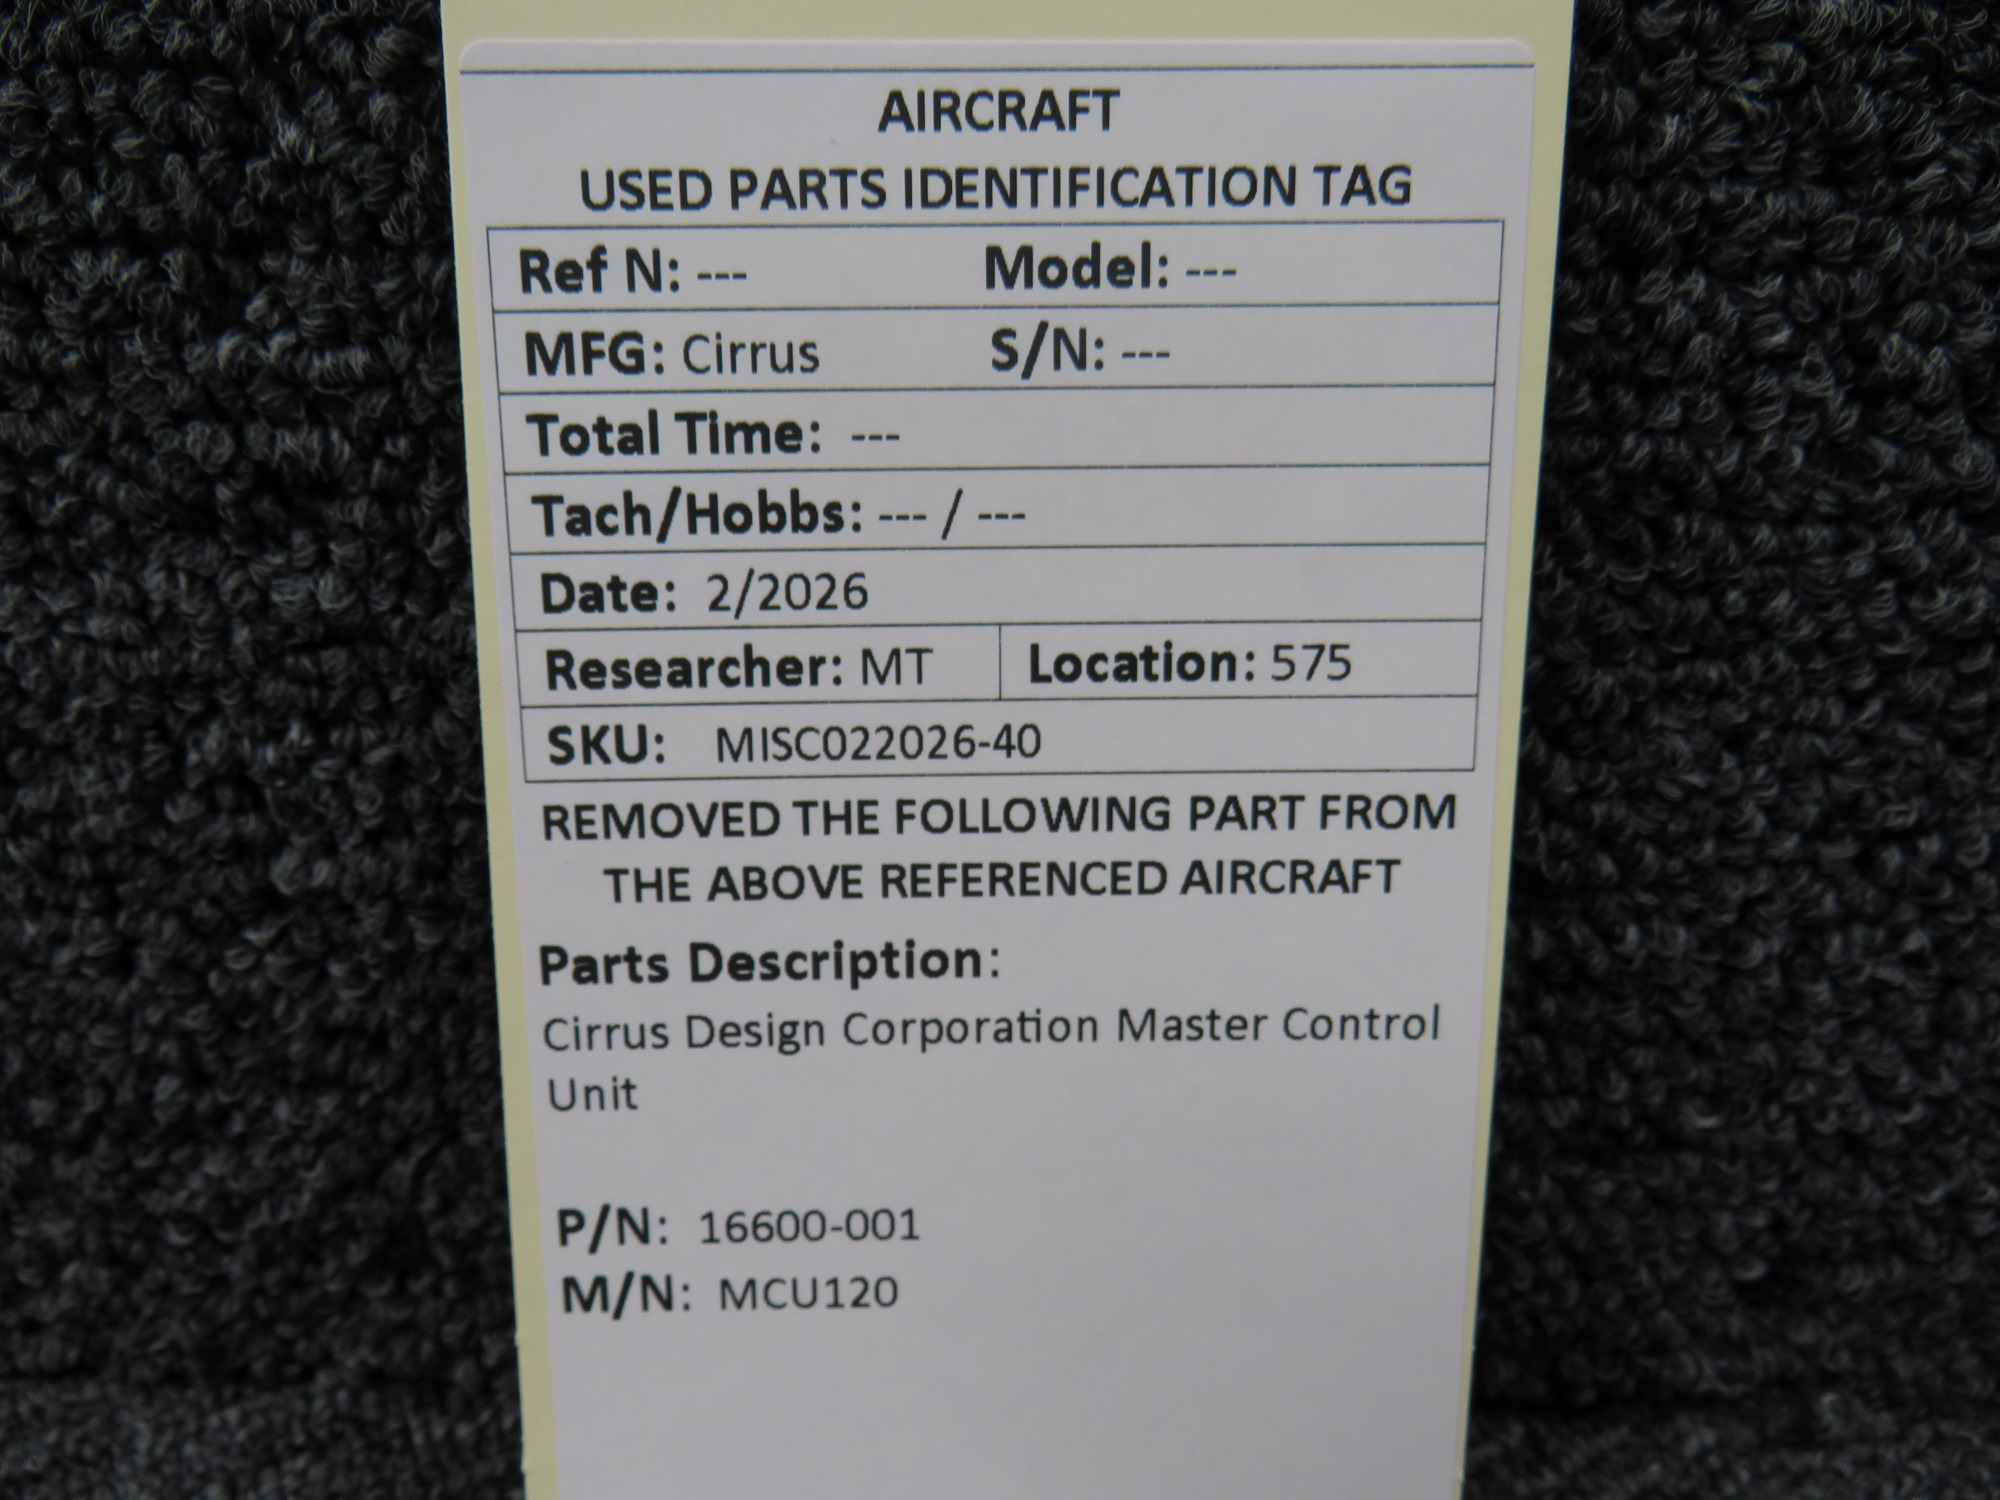 AIRCRAFT
USED PARTS IDENTIFICATION TAG
Ref N: --- Model: ---
MFG: Cirrus S/N: ---
Total Time: ---
Tach/Hobbs: --- / ---
Date: 2/2026
Researcher: MT Location: 575
SKU: MISC022026-40
REMOVED THE FOLLOWING PART FROM
THE ABOVE REFERENCED AIRCRAFT
Parts Description:
Cirrus Design Corporation Master Control
Unit
P/N: 16600-001
M/N: MCU120